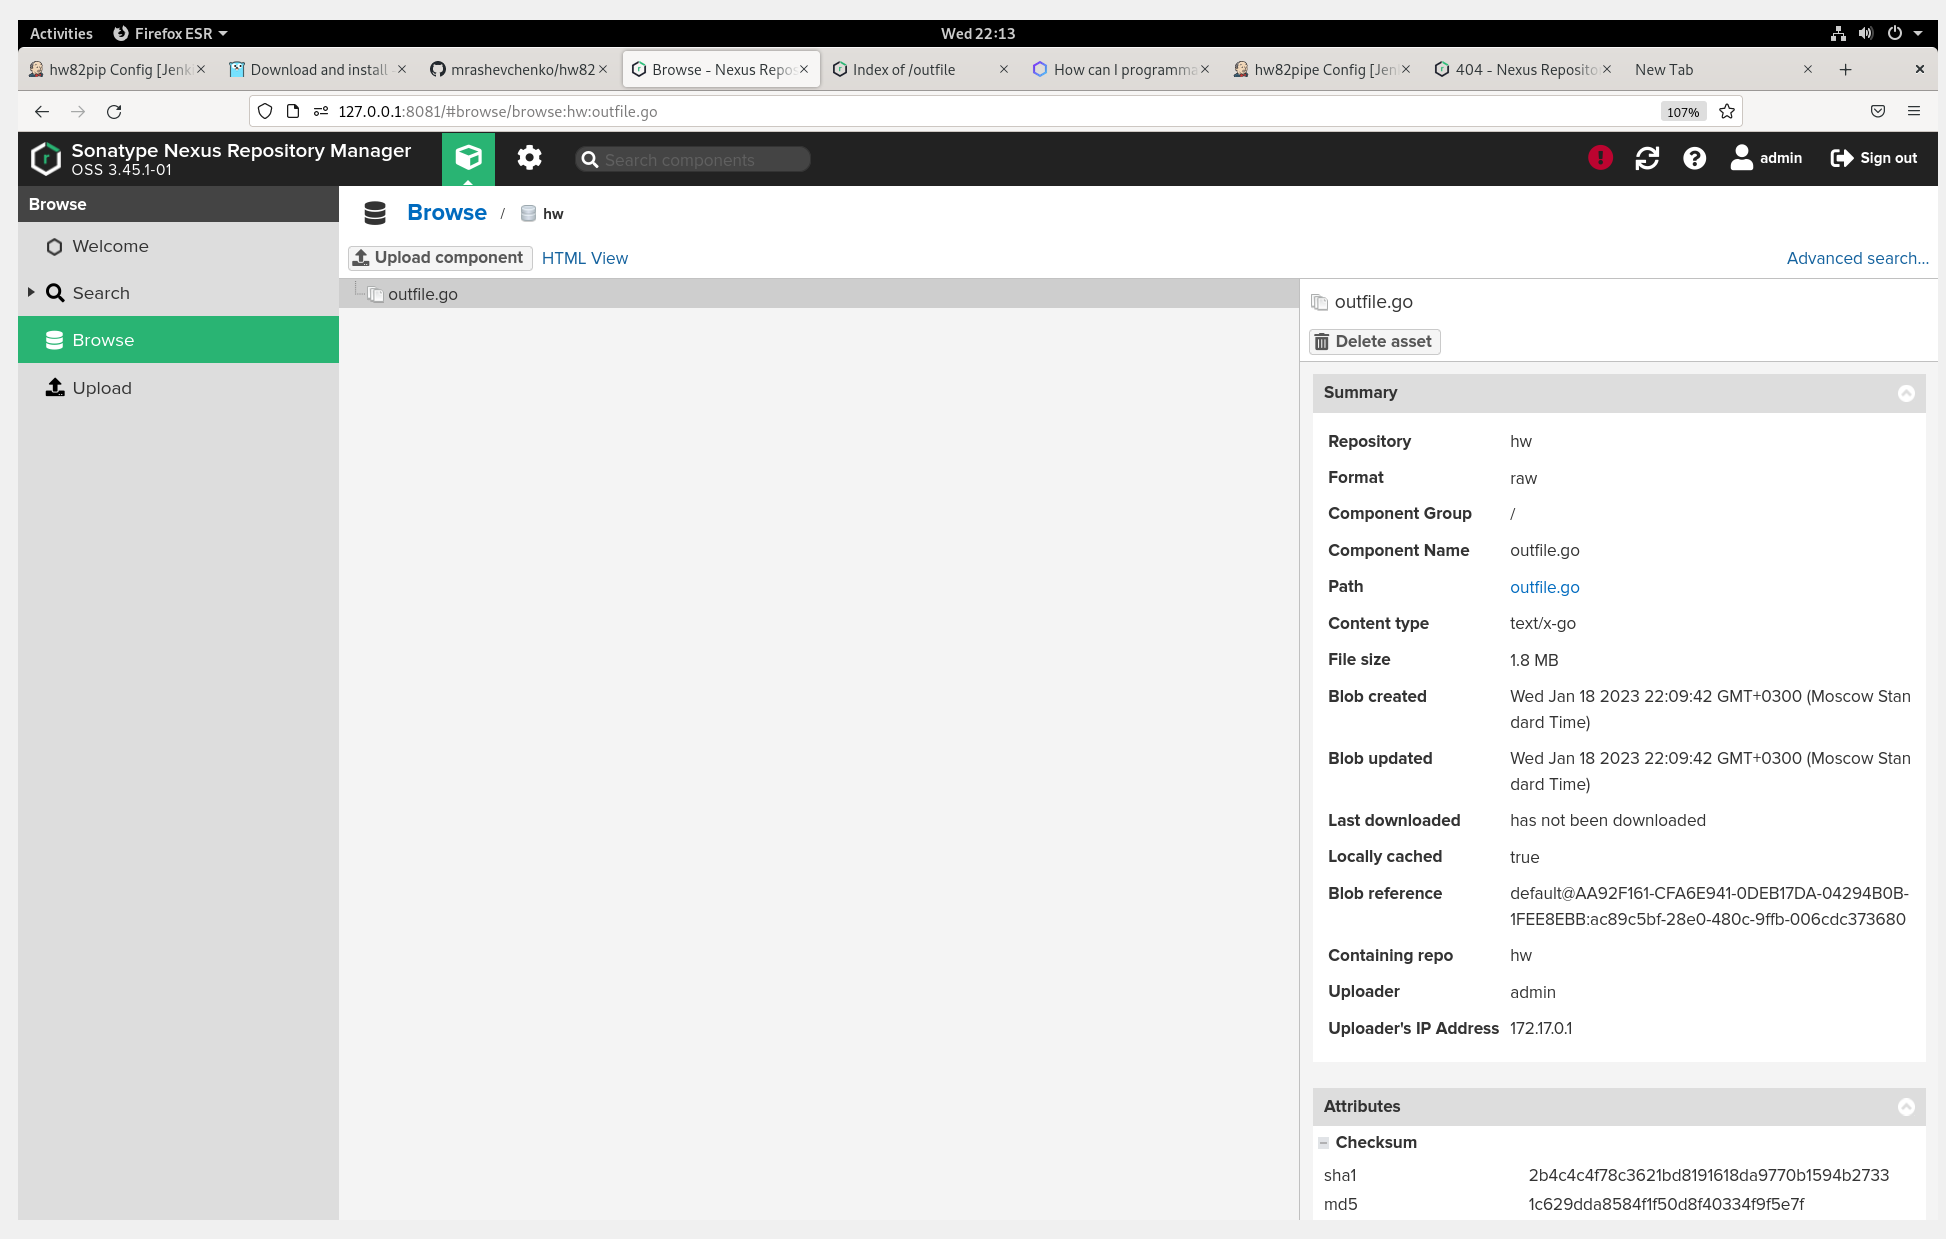 Activities Firefox ESR Wed 22:13
hw82pip Config [Jenki Download and install - mrashevchenko/hw82 Browse - Nexus Repos Index of /outfile How can I programma hw82pipe Config [Jen 404 - Nexus Reposito New Tab
127.0.0.1:8081/#browse/browse:hw:outfile.go 107%
Sonatype Nexus Repository Manager
OSS 3.45.1-01
Search components
admin Sign out
Browse
Welcome
Search
Browse
Upload
Browse / hw
Upload component HTML View Advanced search...
outfile.go
outfile.go
Delete asset
Summary
Repository hw
Format raw
Component Group /
Component Name outfile.go
Path outfile.go
Content type text/x-go
File size 1.8 MB
Blob created Wed Jan 18 2023 22:09:42 GMT+0300 (Moscow Stan
dard Time)
Blob updated Wed Jan 18 2023 22:09:42 GMT+0300 (Moscow Stan
dard Time)
Last downloaded has not been downloaded
Locally cached true
Blob reference default@AA92F161-CFA6E941-0DEB17DA-04294B0B-
1FEE8EBB:ac89c5bf-28e0-480c-9ffb-006cdc373680
Containing repo hw
Uploader admin
Uploader's IP Address 172.17.0.1
Attributes
Checksum
sha1 2b4c4c4f78c3621bd8191618da9770b1594b2733
md5 1c629dda8584f1f50d8f40334f9f5e7f